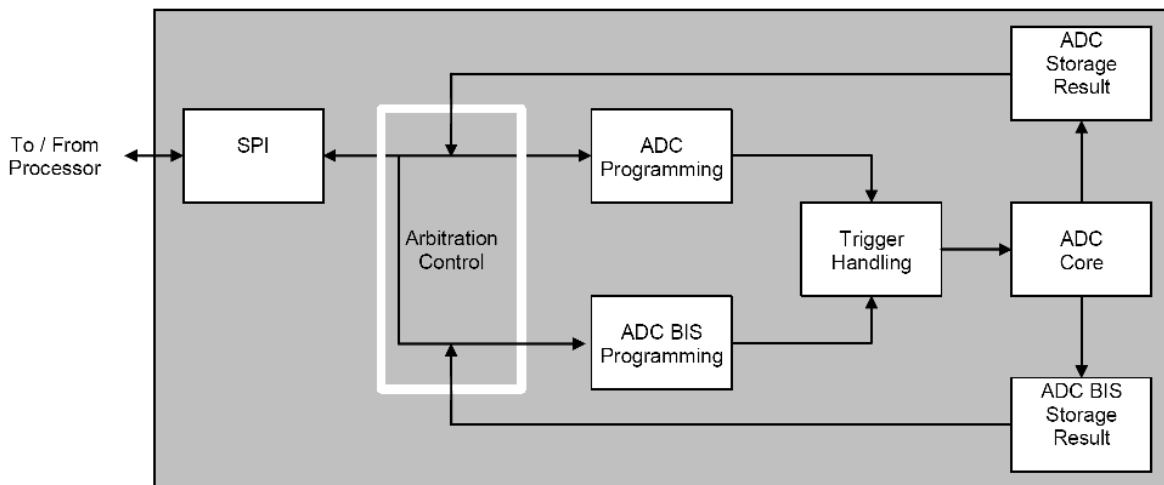 To / From
Processor
SPI
Arbitration
Control
ADC
Programming
ADC BIS
Programming
Trigger
Handling
ADC
Core
ADC
Storage
Result
ADC BIS
Storage
Result